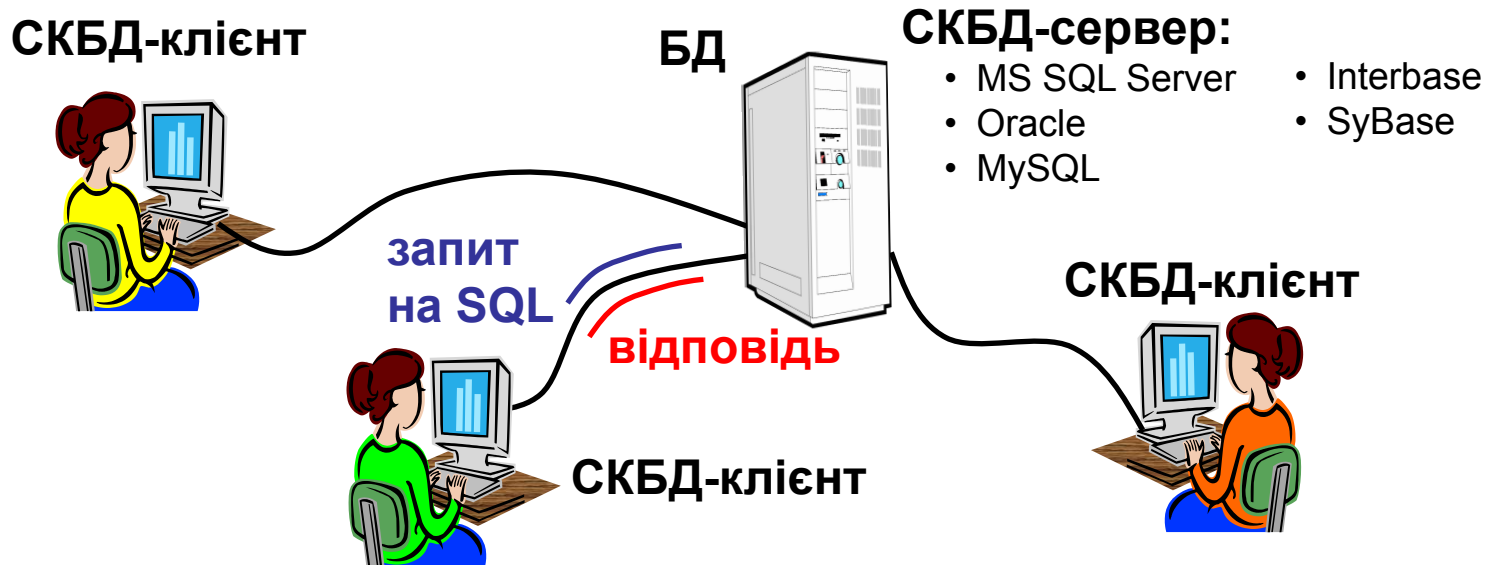 СКБД-клієнт
БД
СКБД-сервер:
• MS SQL Server
• Oracle
• MySQL
• Interbase
• SyBase
запит
на SQL
відповідь
СКБД-клієнт
СКБД-клієнт